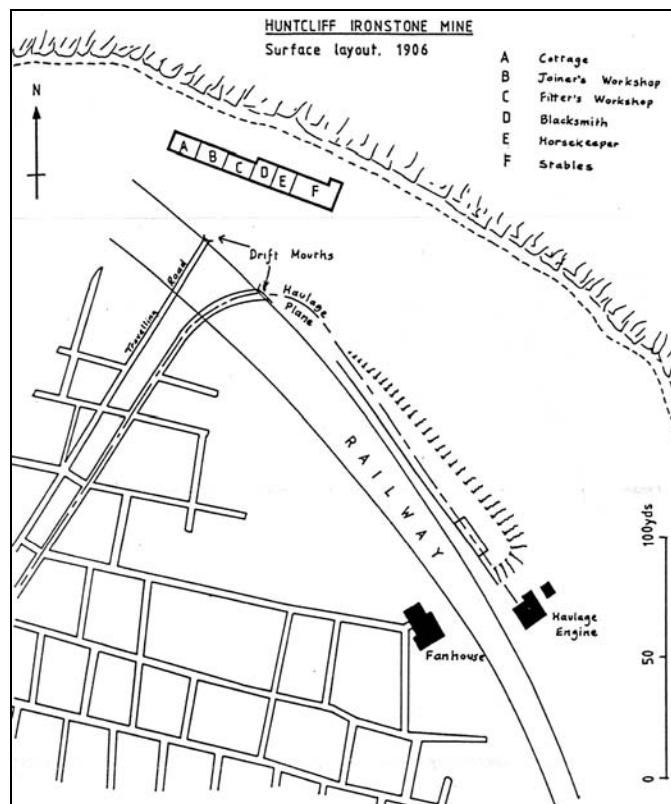 HUNTCLIFF IRONSTONE MINE
Surface layout. 1906
A Cottage
B Joiner's Workshop
C Fitter's Workshop
D Blacksmith
E Horsekeeper
F Stables
N
A B C D E F
Drift Mouths
Travelling Road
Haulage
Plane
RAILWAY
Fanhouse
Haulage
Engine
100yds
50
0